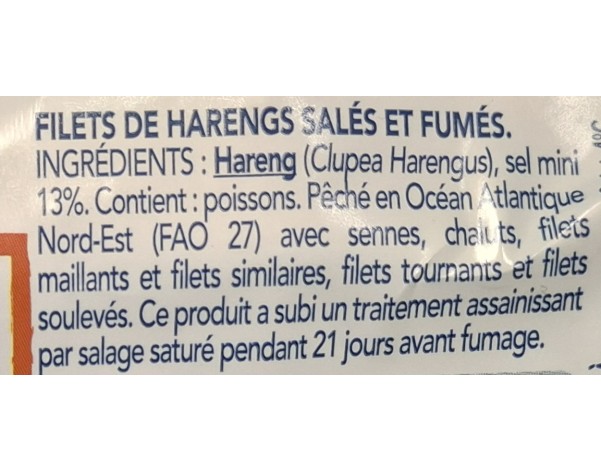 FILETS DE HARENGS SALÉS ET FUMÉS.
INGRÉDIENTS : Hareng (Clupea Harengus), sel mini
13%. Contient : poissons. Pêché en Océan Atlantique
Nord-Est (FAO 27) avec sennes, chaluts, filets
maillants et filets similaires, filets tournants et filets
soulevés. Ce produit a subi un traitement assainissant
par salage saturé pendant 21 jours avant fumage.